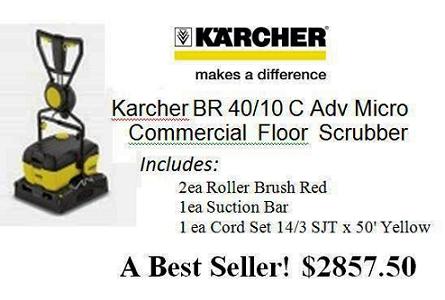 KÄRCHER
makes a difference
Karcher BR 40/10 C Adv Micro
Commercial Floor Scrubber
Includes:
2ea Roller Brush Red
1ea Suction Bar
1 ea Cord Set 14/3 SJT x 50' Yellow
A Best Seller! $2857.50